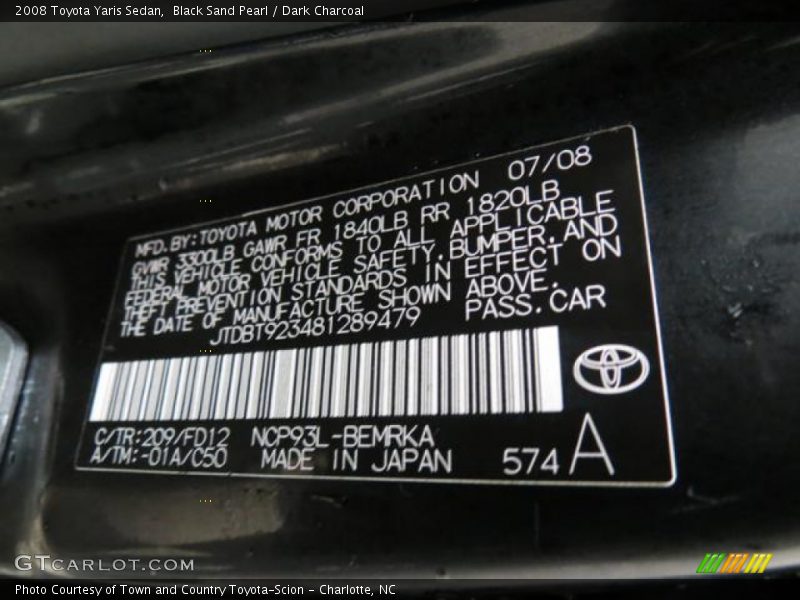 2008 Toyota Yaris Sedan,  Black Sand Pearl / Dark Charcoal
MFD. BY: TOYOTA MOTOR CORPORATION 07/08
GVWR 3300LB GAWR FR 1840LB RR 1820LB
THIS VEHICLE CONFORMS TO ALL APPLICABLE
FEDERAL MOTOR VEHICLE SAFETY, BUMPER, AND
THEFT PREVENTION STANDARDS IN EFFECT ON
THE DATE OF MANUFACTURE SHOWN ABOVE.
JTDBT923481289479 PASS. CAR
C/TR: 209/FD12 NCP93L-BEMRKA
A/TM: -01A/C50 MADE IN JAPAN 574 A
GTCARLOT.COM
Photo Courtesy of Town and Country Toyota-Scion - Charlotte, NC